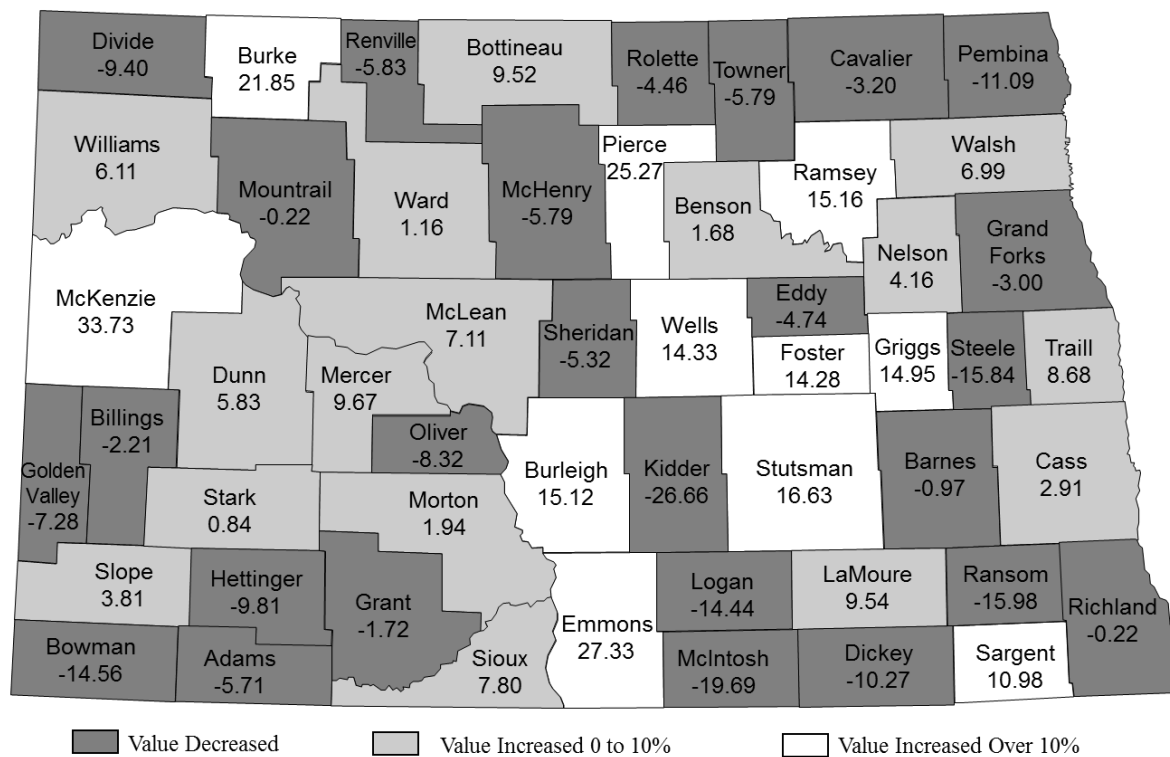 Divide
-9.40
Burke
21.85
Renville
-5.83
Bottineau
9.52
Rolette
-4.46
Towner
-5.79
Cavalier
-3.20
Pembina
-11.09
Williams
6.11
Mountrail
-0.22
Ward
1.16
McHenry
-5.79
Pierce
25.27
Benson
1.68
Ramsey
15.16
Walsh
6.99
Nelson
4.16
Grand
Forks
-3.00
McKenzie
33.73
Dunn
5.83
Mercer
9.67
McLean
7.11
Sheridan
-5.32
Wells
14.33
Eddy
-4.74
Foster
14.28
Griggs
14.95
Steele
-15.84
Traill
8.68
Golden
Valley
-7.28
Billings
-2.21
Stark
0.84
Oliver
-8.32
Morton
1.94
Burleigh
15.12
Kidder
-26.66
Stutsman
16.63
Barnes
-0.97
Cass
2.91
Slope
3.81
Hettinger
-9.81
Grant
-1.72
Bowman
-14.56
Adams
-5.71
Sioux
7.80
Emmons
27.33
Logan
-14.44
McIntosh
-19.69
LaMoure
9.54
Dickey
-10.27
Ransom
-15.98
Sargent
10.98
Richland
-0.22
Value Decreased
Value Increased 0 to 10%
Value Increased Over 10%